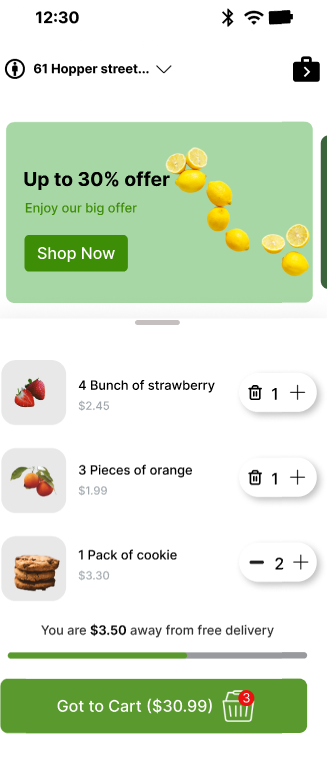 12:30
61 Hopper street...
Up to 30% offer
Enjoy our big offer
Shop Now
4 Bunch of strawberry
$2.45
1
3 Pieces of orange
$1.99
1
1 Pack of cookie
$3.30
2
You are $3.50 away from free delivery
Got to Cart ($30.99)
3